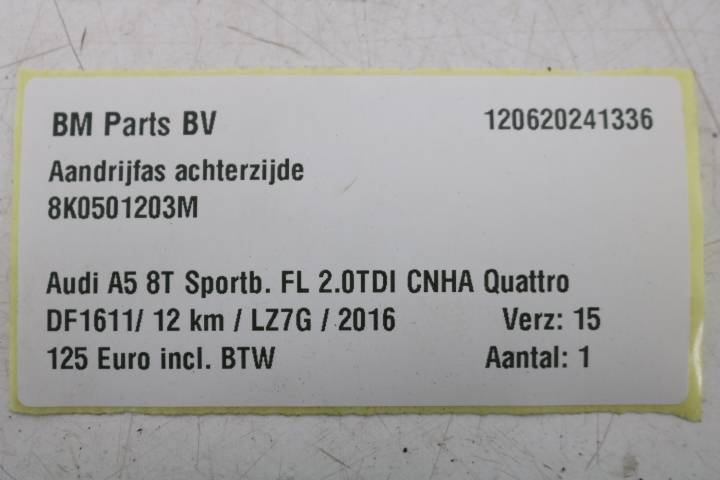 BM Parts BV 120620241336
Aandrijfas achterzijde
8K0501203M
Audi A5 8T Sportb. FL 2.0TDI CNHA Quattro
DF1611/ 12 km / LZ7G / 2016 Verz: 15
125 Euro incl. BTW Aantal: 1